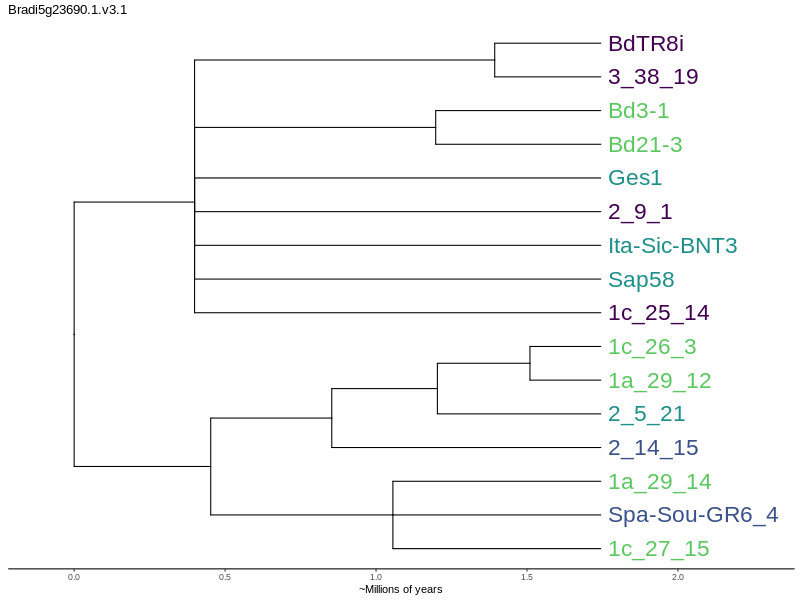 Bradi5g23690.1.v3.1
BdTR8i
3_38_19
Bd3-1
Bd21-3
Ges1
2_9_1
Ita-Sic-BNT3
Sap58
1c_25_14
1c_26_3
1a_29_12
2_5_21
2_14_15
1a_29_14
Spa-Sou-GR6_4
1c_27_15
0.0 0.5 1.0 1.5 2.0
~Millions of years